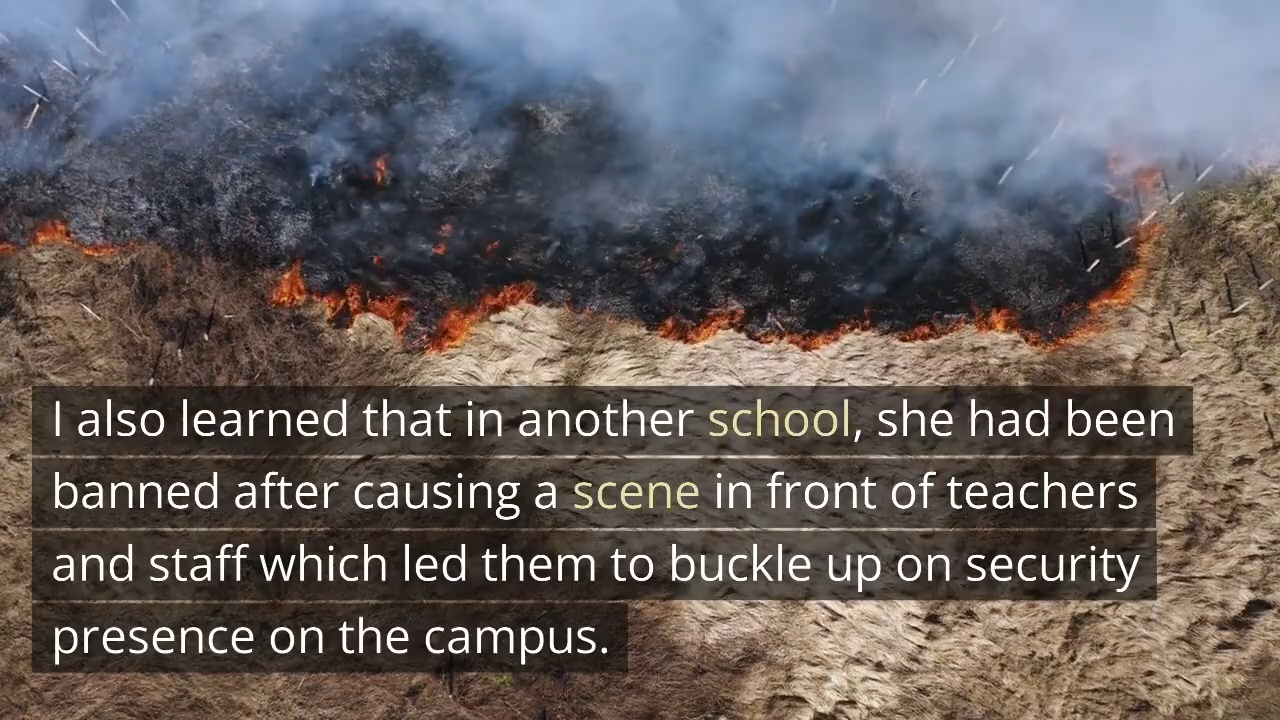 I also learned that in another school, she had been
banned after causing a scene in front of teachers
and staff which led them to buckle up on security
presence on the campus.